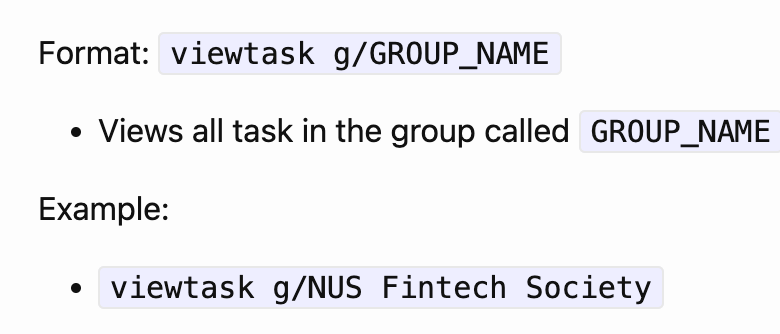 Format: viewtask g/GROUP_NAME
• Views all task in the group called GROUP_NAME
Example:
• viewtask g/NUS Fintech Society